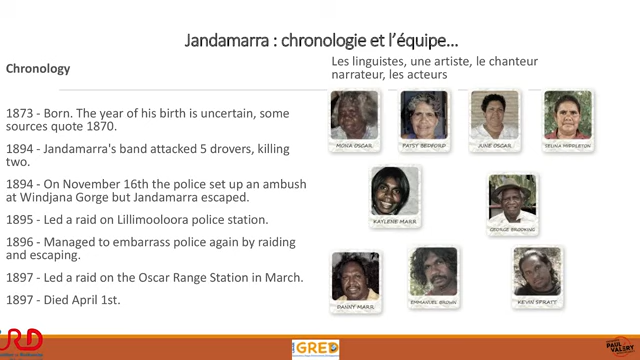 Jandamarra : chronologie et l’équipe…
Chronology
1873 - Born. The year of his birth is uncertain, some
sources quote 1870.
1894 - Jandamarra's band attacked 5 drovers, killing
two.
1894 - On November 16th the police set up an ambush
at Windjana Gorge but Jandamarra escaped.
1895 - Led a raid on Lillimooloora police station.
1896 - Managed to embarrass police again by raiding
and escaping.
1897 - Led a raid on the Oscar Range Station in March.
1897 - Died April 1st.
Les linguistes, une artiste, le chanteur
narrateur, les acteurs
MONA OSCAR
PATSY BEDFORD
JUNE OSCAR
SELINA MIDDLETON
KAYLENE MARR
GEORGE BROOKING
DANNY MARR
EMMANUEL BROWN
KEVIN SPRATT
GRED
PAUL
VALÉRY